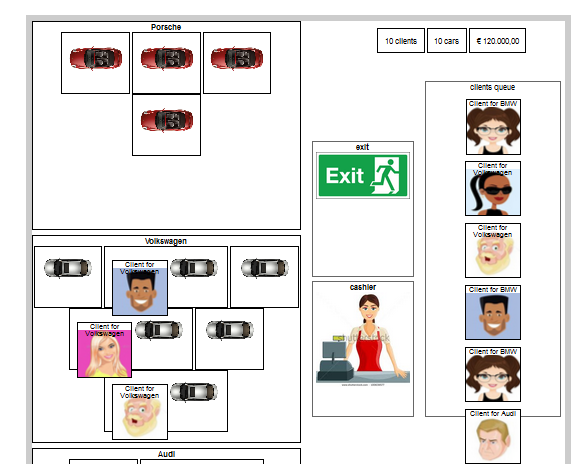 Porsche
10 clients
10 cars
€ 120.000,00
clients queue
Client for BMW
Client for
Volkswagen
Client for
Volkswagen
Client for BMW
Client for BMW
Client for Audi
exit
Exit
cashier
Volkswagen
Client for
Volkswagen
Client for
Volkswagen
Client for
Volkswagen
Audi